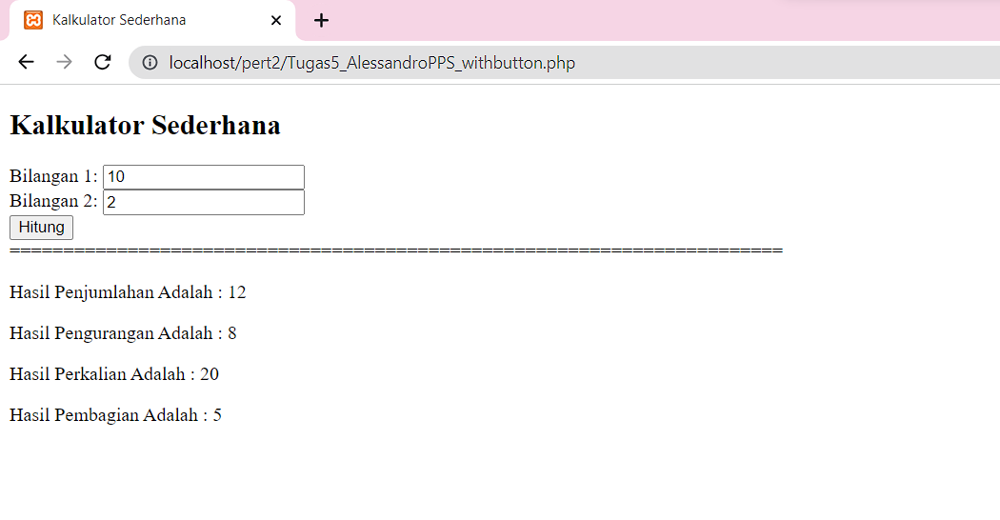 Kalkulator Sederhana
localhost/pert2/Tugas5_AlessandroPPS_withbutton.php
Kalkulator Sederhana
Bilangan 1: 10
Bilangan 2: 2
Hitung
=========================================================================
Hasil Penjumlahan Adalah : 12
Hasil Pengurangan Adalah : 8
Hasil Perkalian Adalah : 20
Hasil Pembagian Adalah : 5